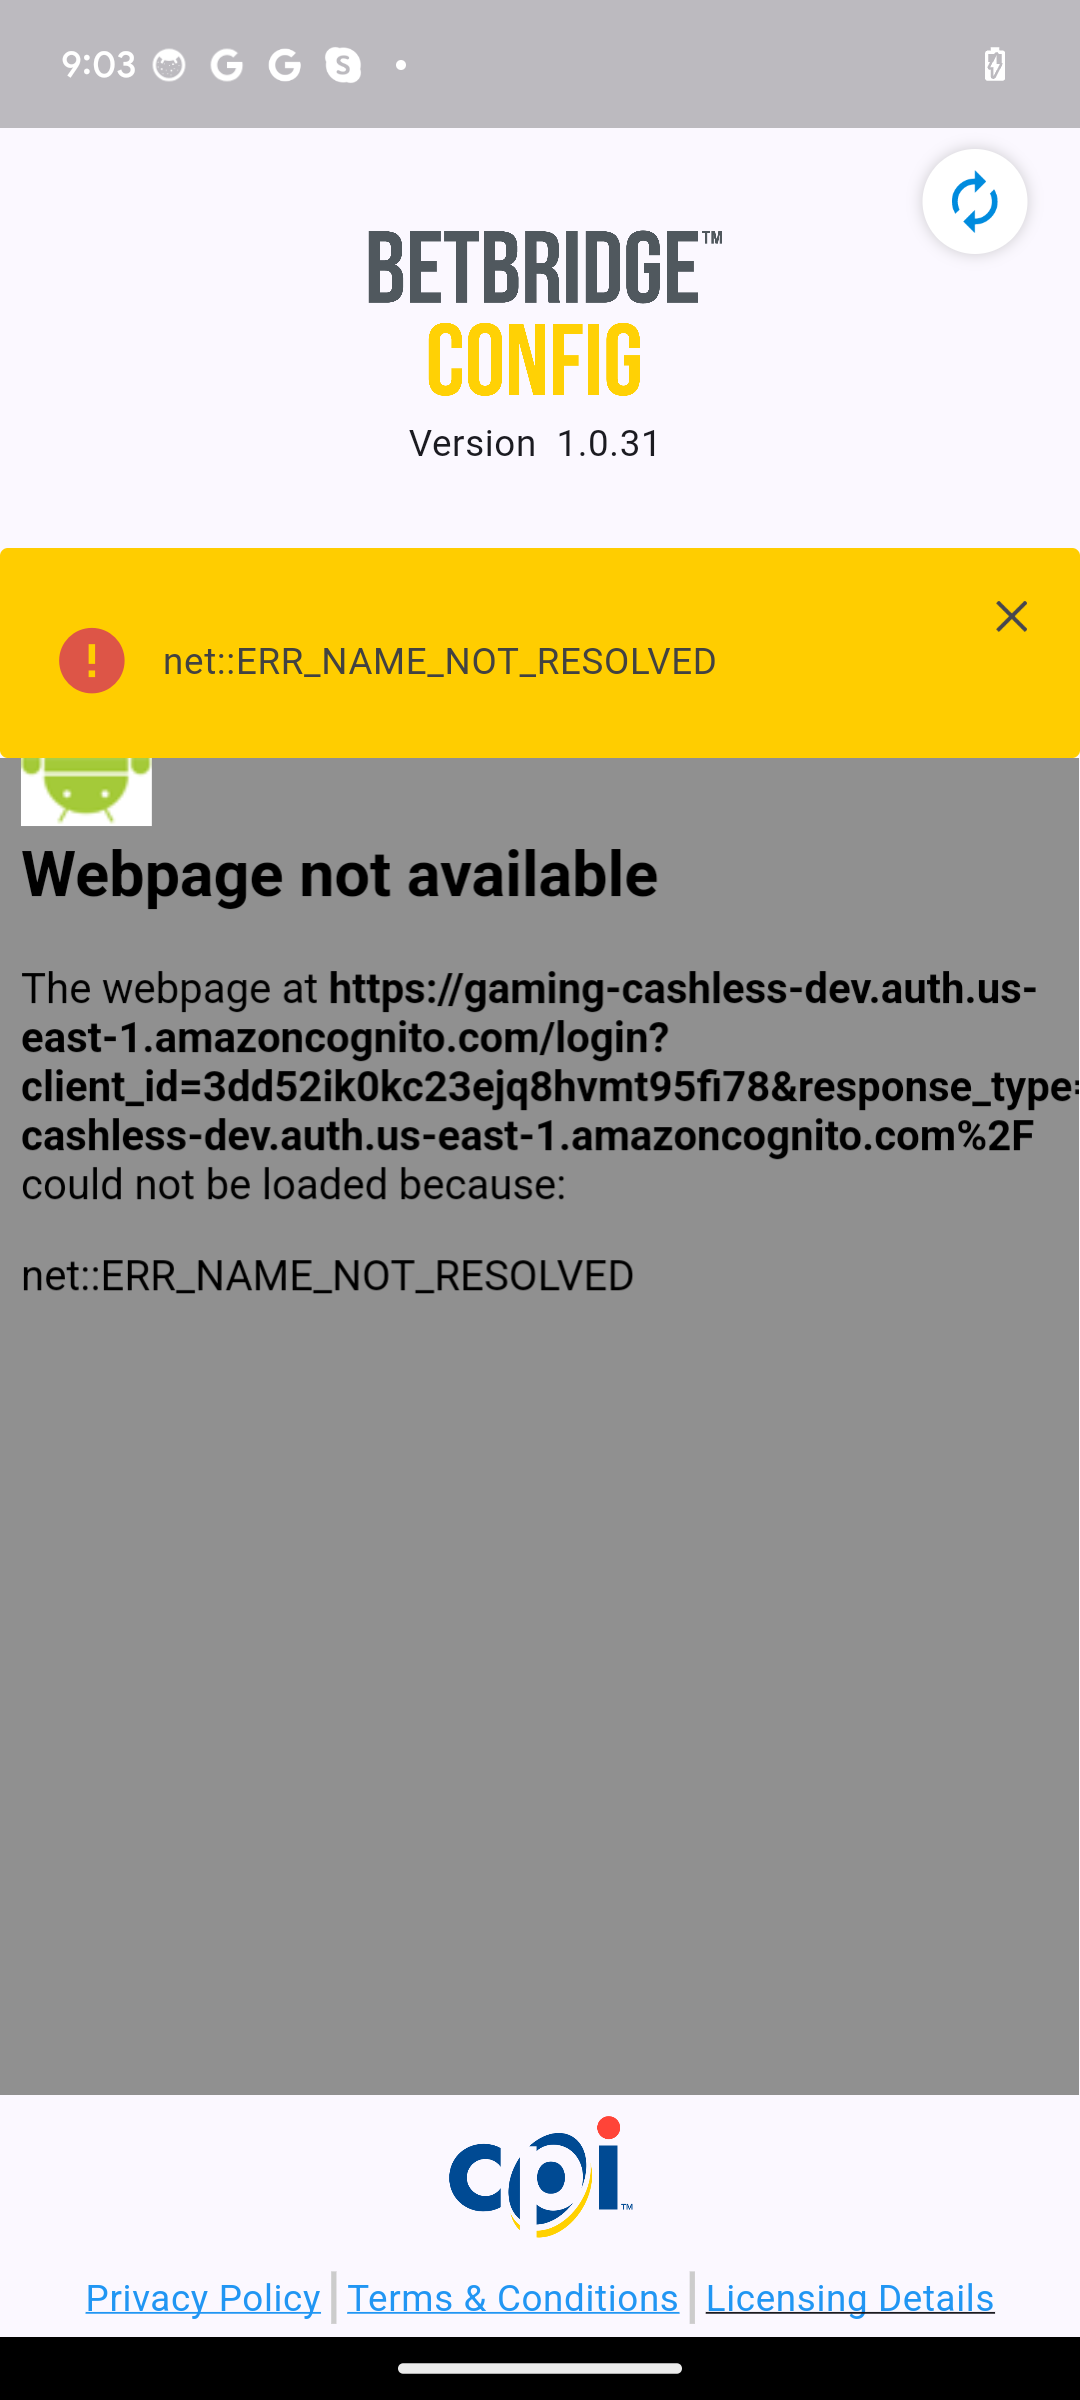 9:03
BETBRIDGE™
CONFIG
Version 1.0.31
net::ERR_NAME_NOT_RESOLVED
Webpage not available
The webpage at https://gaming-cashless-dev.auth.us-
east-1.amazoncognito.com/login?
client_id=3dd52ik0kc23ejq8hvmt95fi78&response_type=
cashless-dev.auth.us-east-1.amazoncognito.com%2F
could not be loaded because:
net::ERR_NAME_NOT_RESOLVED
cpi™
Privacy Policy | Terms & Conditions | Licensing Details